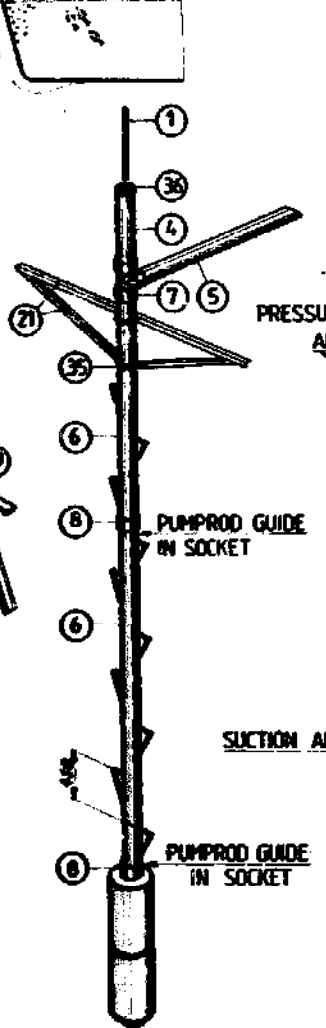 1
36
4
5
7
21
PRESSU
35
6
8
PUMPROD GUIDE
IN SOCKET
6
SUCTION A
8
PUMPROD GUIDE
IN SOCKET